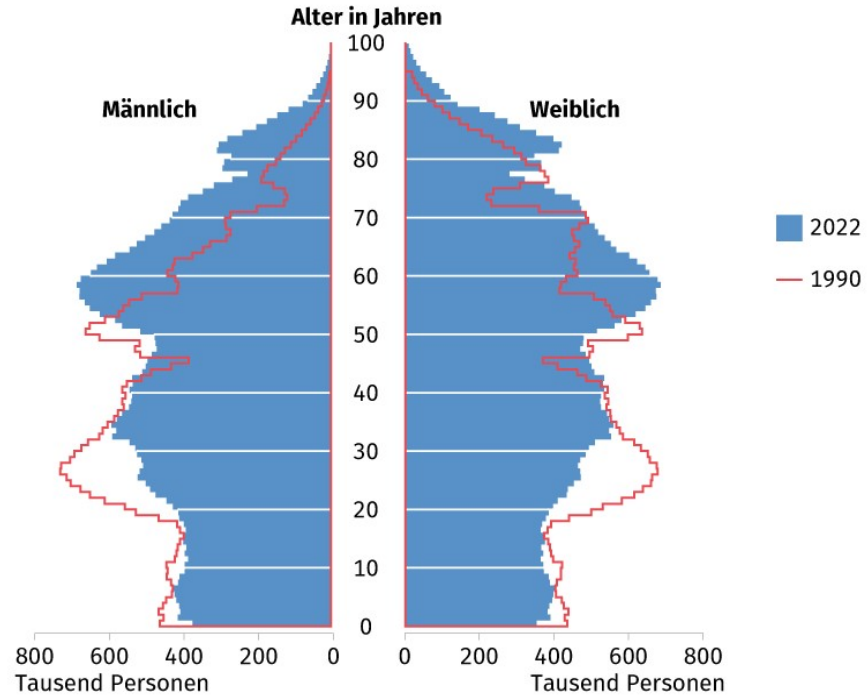 Alter in Jahren
Männlich
Weiblich
100
90
80
70
60
50
40
30
20
10
0
2022
1990
800 600 400 200 0
0 200 400 600 800
Tausend Personen
Tausend Personen